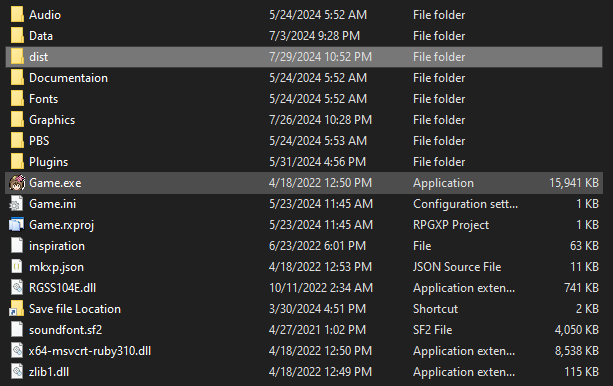 Audio 5/24/2024 5:52 AM File folder
Data 7/3/2024 9:28 PM File folder
dist 7/29/2024 10:52 PM File folder
Documentaion 5/24/2024 5:52 AM File folder
Fonts 5/24/2024 5:52 AM File folder
Graphics 7/26/2024 10:28 PM File folder
PBS 5/24/2024 5:53 AM File folder
Plugins 5/31/2024 4:56 PM File folder
Game.exe 4/18/2022 12:50 PM Application 15,941 KB
Game.ini 5/23/2024 11:45 AM Configuration sett... 1 KB
Game.rxproj 5/23/2024 11:45 AM RPGXP Project 1 KB
inspiration 6/23/2022 6:01 PM File 63 KB
mkxp.json 4/18/2022 12:53 PM JSON Source File 11 KB
RGSS104E.dll 10/11/2022 2:34 AM Application exten... 741 KB
Save file Location 3/30/2024 4:51 PM Shortcut 2 KB
soundfont.sf2 4/27/2021 1:02 PM SF2 File 4,050 KB
x64-msvcrt-ruby310.dll 4/18/2022 12:50 PM Application exten... 8,538 KB
zlib1.dll 4/18/2022 12:49 PM Application exten... 115 KB